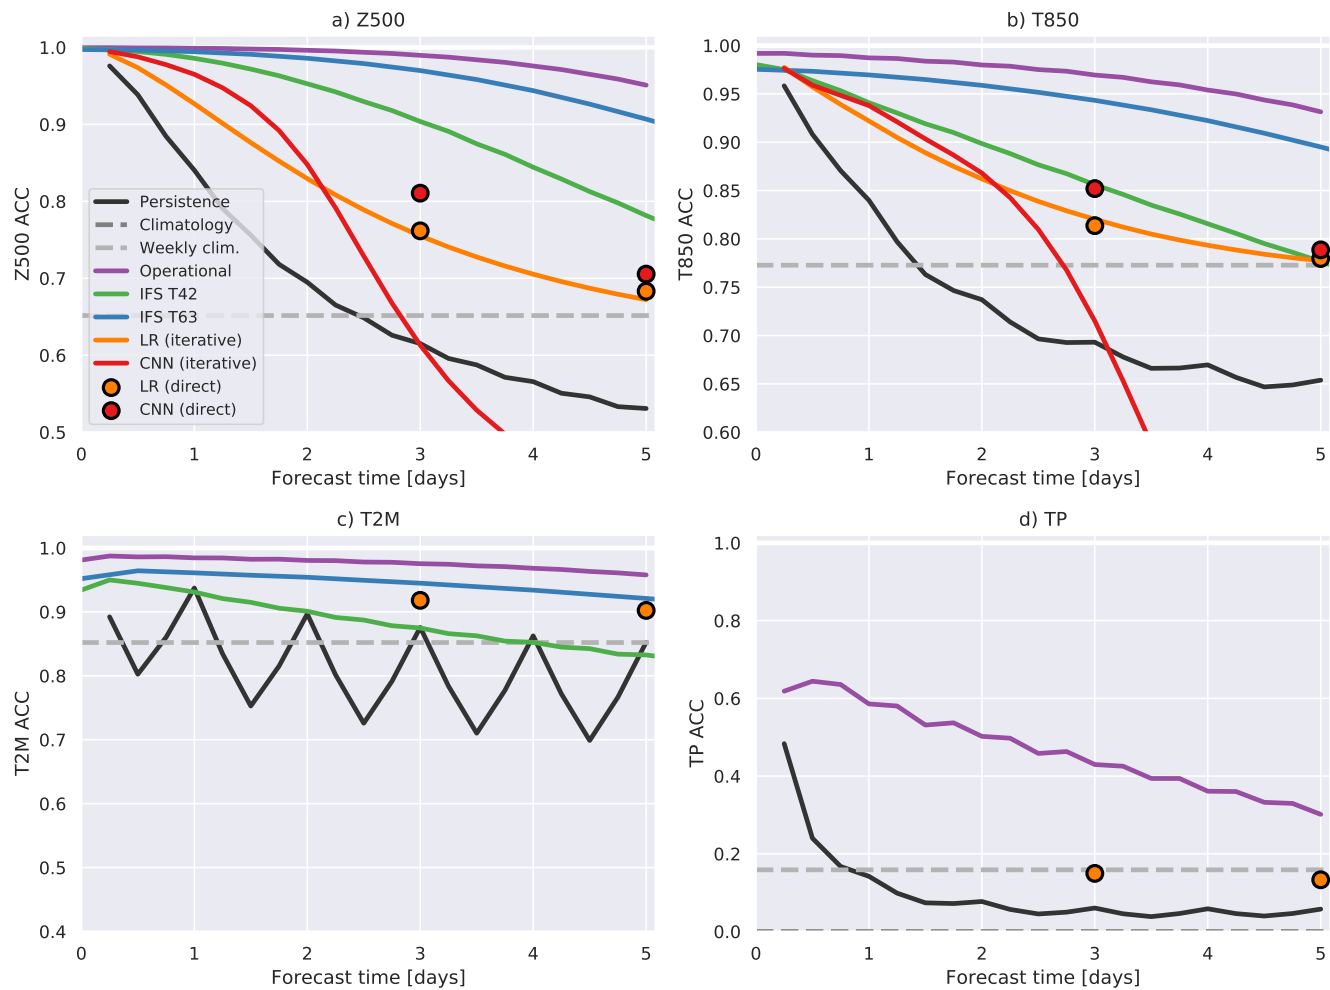 a) Z500
1.0
0.9
0.8
0.7
0.6
0.5
Z500 ACC
Persistence
Climatology
Weekly clim.
Operational
IFS T42
IFS T63
LR (iterative)
CNN (iterative)
LR (direct)
CNN (direct)
0 1 2 3 4 5
Forecast time [days]
b) T850
1.00
0.95
0.90
0.85
0.80
0.75
0.70
0.65
0.60
T850 ACC
0 1 2 3 4 5
Forecast time [days]
c) T2M
1.0
0.9
0.8
0.7
0.6
0.5
0.4
T2M ACC
0 1 2 3 4 5
Forecast time [days]
d) TP
1.0
0.8
0.6
0.4
0.2
0.0
TP ACC
0 1 2 3 4 5
Forecast time [days]